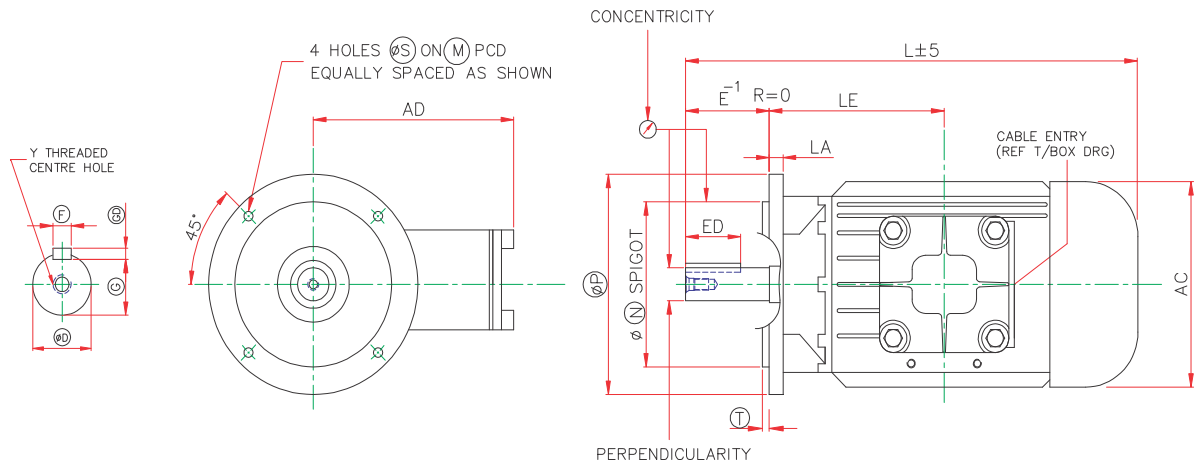 CONCENTRICITY
4 HOLES øS ON M PCD
EQUALLY SPACED AS SHOWN
L±5
E-1
R=0
LE
AD
LA
CABLE ENTRY
(REF T/BOX DRG)
Y THREADED
CENTRE HOLE
F
GD
45°
ED
G
øP
ø N SPIGOT
AC
øD
T
PERPENDICULARITY